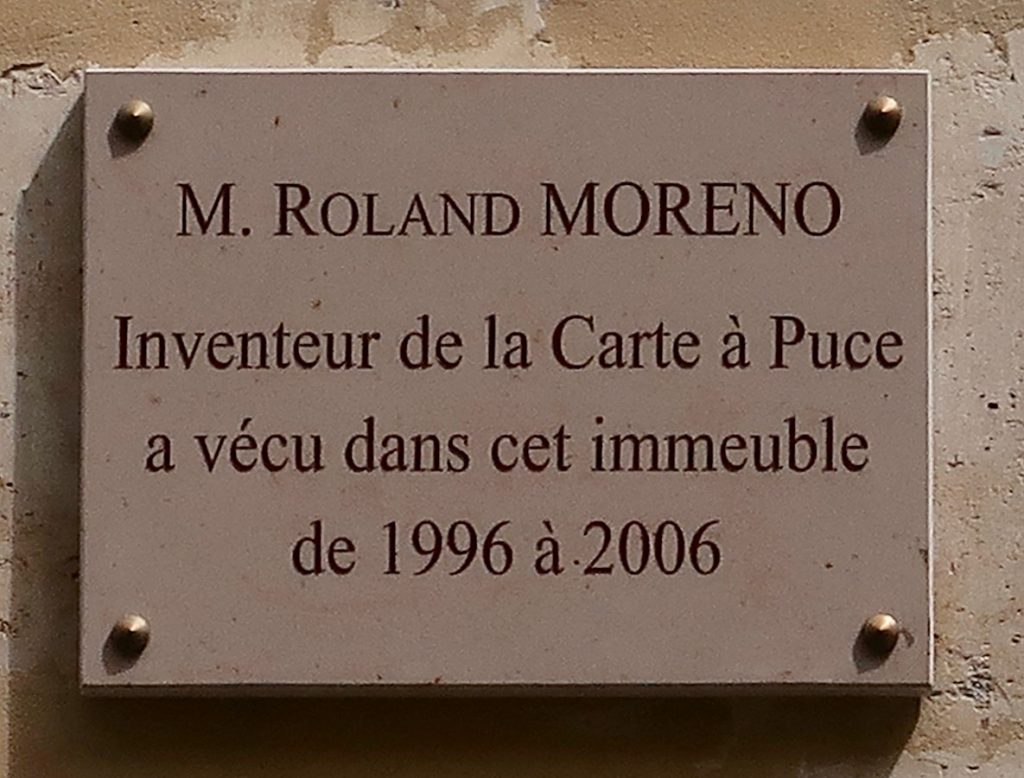 M. ROLAND MORENO
Inventeur de la Carte à Puce
a vécu dans cet immeuble
de 1996 à 2006